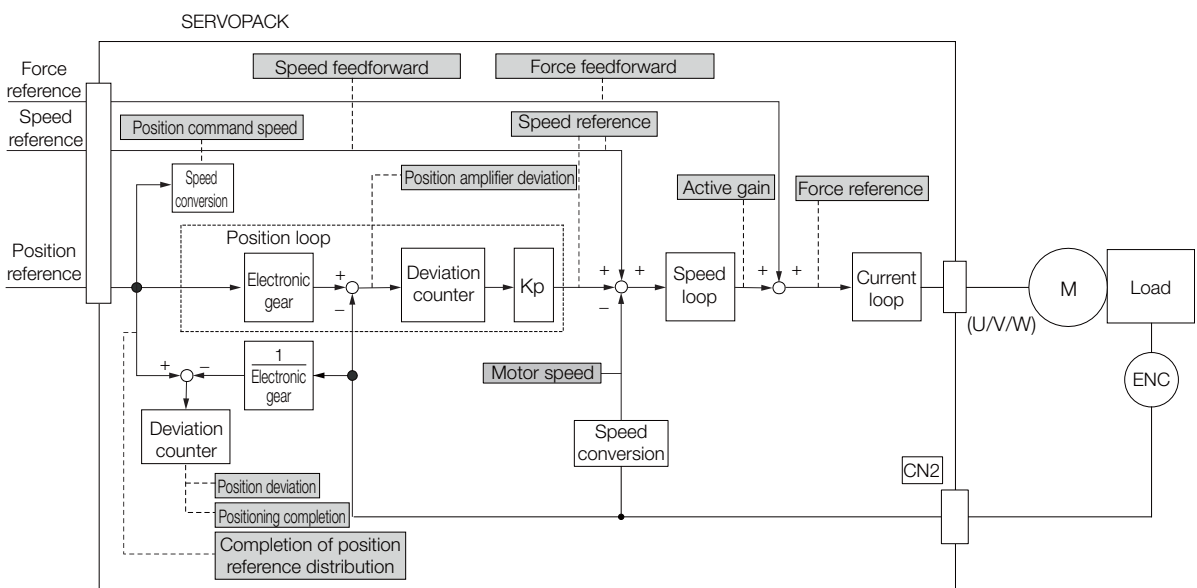 SERVOPACK
Force
reference
Speed
reference
Position
reference
Speed feedforward
Force feedforward
Position command speed
Speed reference
Speed
conversion
Position amplifier deviation
Active gain
Force reference
Position loop
Electronic
gear
+
−
Deviation
counter
Kp
+
+
−
Speed
loop
+
+
Current
loop
(U/V/W)
M
Load
ENC
+
−
1
Electronic
gear
Motor speed
Deviation
counter
Speed
conversion
CN2
Position deviation
Positioning completion
Completion of position
reference distribution